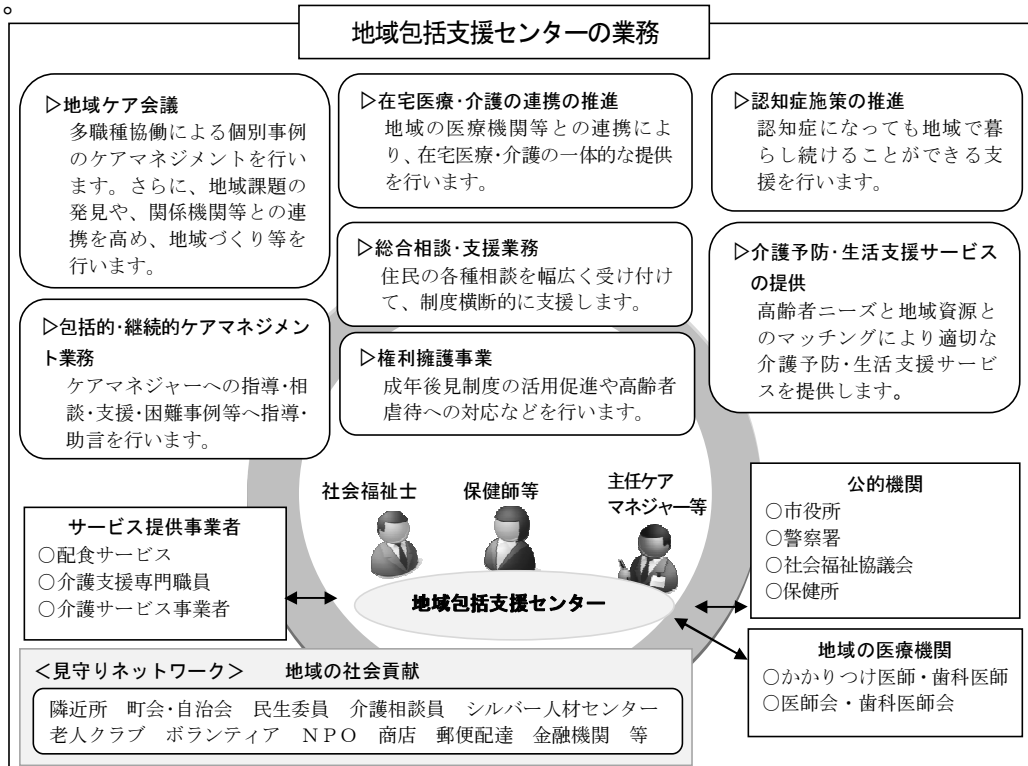 。
地域包括支援センターの業務
▷地域ケア会議
多職種協働による個別事例
のケアマネジメントを行い
ます。さらに、地域課題の
発見や、関係機関等との連
携を高め、地域づくり等を
行います。
▷在宅医療・介護の連携の推進
地域の医療機関等との連携によ
り、在宅医療・介護の一体的な提供
を行います。
▷認知症施策の推進
認知症になっても地域で暮
らし続けることができる支
援を行います。
▷総合相談・支援業務
住民の各種相談を幅広く受け付け
て、制度横断的に支援します。
▷介護予防・生活支援サービス
の提供
高齢者ニーズと地域資源と
のマッチングにより適切な
介護予防・生活支援サービ
スを提供します。
▷包括的・継続的ケアマネジメン
ト業務
ケアマネジャーへの指導・相
談・支援・困難事例等へ指導・
助言を行います。
▷権利擁護事業
成年後見制度の活用促進や高齢者
虐待への対応などを行います。
社会福祉士
保健師等
主任ケア
マネジャー等
地域包括支援センター
サービス提供事業者
○配食サービス
○介護支援専門職員
○介護サービス事業者
公的機関
○市役所
○警察署
○社会福祉協議会
○保健所
地域の医療機関
○かかりつけ医師・歯科医師
○医師会・歯科医師会
＜見守りネットワーク＞ 地域の社会貢献
隣近所 町会・自治会 民生委員 介護相談員 シルバー人材センター
老人クラブ ボランティア ＮＰＯ 商店 郵便配達 金融機関 等